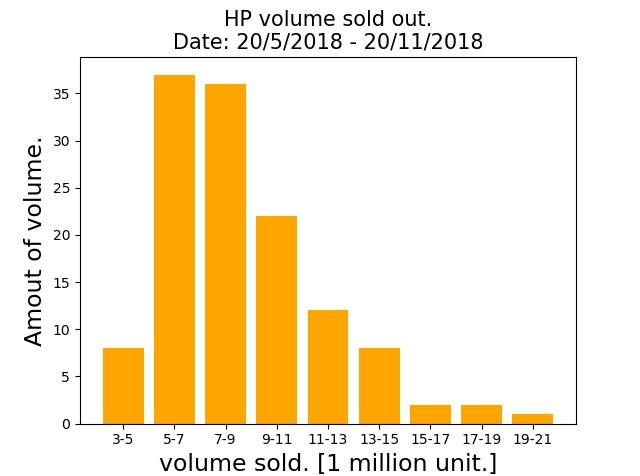 HP volume sold out.
Date: 20/5/2018 - 20/11/2018
Amout of volume.
35
30
25
20
15
10
5
0
3-5 5-7 7-9 9-11 11-13 13-15 15-17 17-19 19-21
volume sold. [1 million unit.]